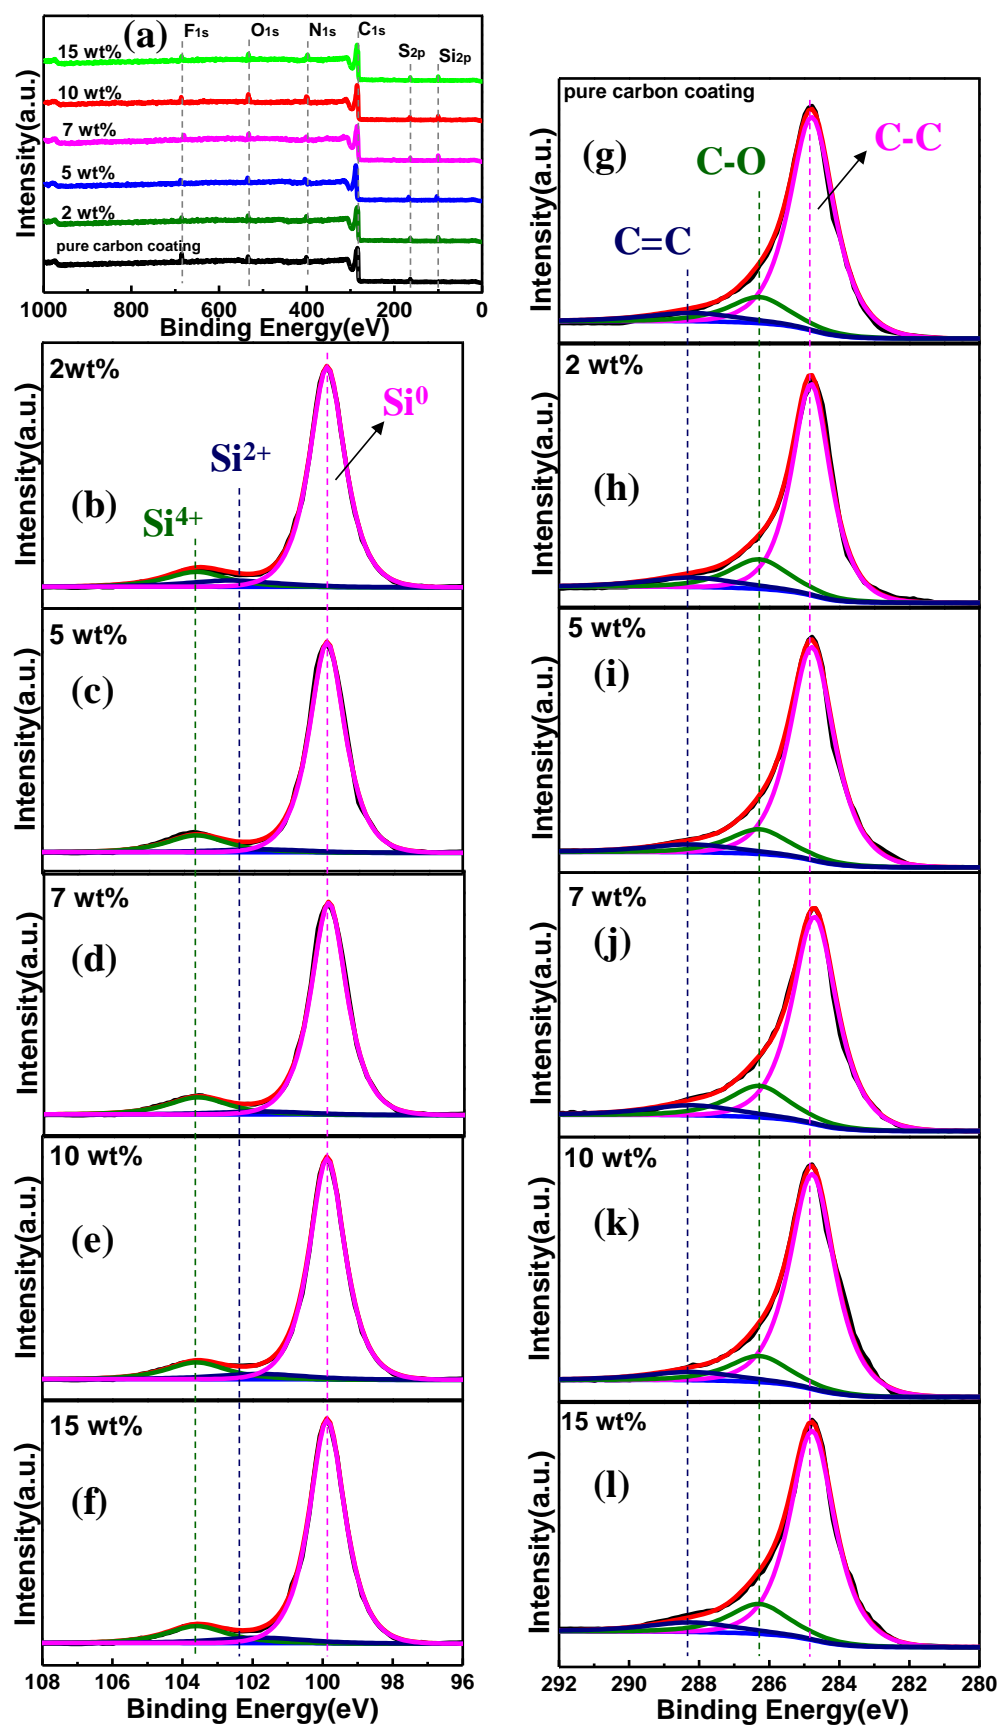 (a)
F1s
O1s
N1s
C1s
S2p
Si2p
15 wt%
10 wt%
7 wt%
5 wt%
2 wt%
pure carbon coating
Intensity(a.u.)
1000 800 600 400 200 0
Binding Energy(eV)
2wt%
(b)
Si4+
Si2+
Si0
Intensity(a.u.)
5 wt%
(c)
Intensity(a.u.)
7 wt%
(d)
Intensity(a.u.)
10 wt%
(e)
Intensity(a.u.)
15 wt%
(f)
Intensity(a.u.)
108 106 104 102 100 98 96
Binding Energy(eV)
pure carbon coating
(g)
C=C
C-O
C-C
Intensity(a.u.)
2 wt%
(h)
Intensity(a.u.)
5 wt%
(i)
Intensity(a.u.)
7 wt%
(j)
Intensity(a.u.)
10 wt%
(k)
Intensity(a.u.)
15 wt%
(l)
Intensity(a.u.)
292 290 288 286 284 282 280
Binding Energy(eV)